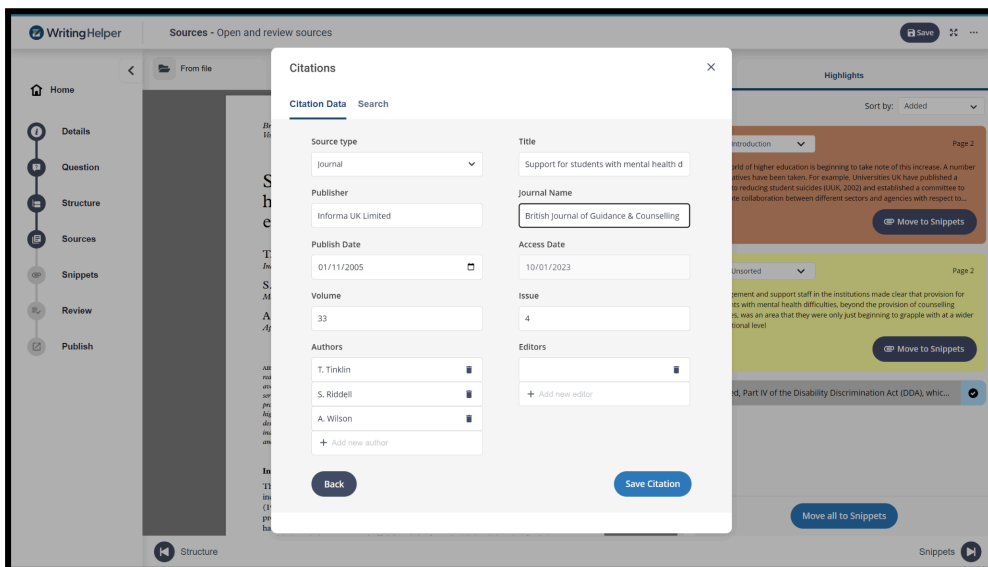 WritingHelper
Sources - Open and review sources
Save
Home
Details
Question
Structure
Sources
Snippets
Review
Publish
From file
Citations
Citation Data
Search
Source type
Journal
Title
Support for students with mental health d
Publisher
Informa UK Limited
Journal Name
British Journal of Guidance & Counselling
Publish Date
01/11/2005
Access Date
10/01/2023
Volume
33
Issue
4
Authors
T. Tinklin
S. Riddell
A. Wilson
+ Add new author
Editors
+ Add new editor
Back
Save Citation
Highlights
Sort by: Added
Introduction
Page 2
orld of higher education is beginning to take note of this increase. A number
atives have been taken. For example, Universities UK have published a
to reducing student suicides (UUK, 2002) and established a committee to
te collaboration between different sectors and agencies with respect to...
Move to Snippets
Unsorted
Page 2
gement and support staff in the institutions made clear that provision for
nts with mental health difficulties, beyond the provision of counselling
es, was an area that they were only just beginning to grapple with at a wider
tional level
Move to Snippets
ed, Part IV of the Disability Discrimination Act (DDA), whic...
Move all to Snippets
Structure
Snippets